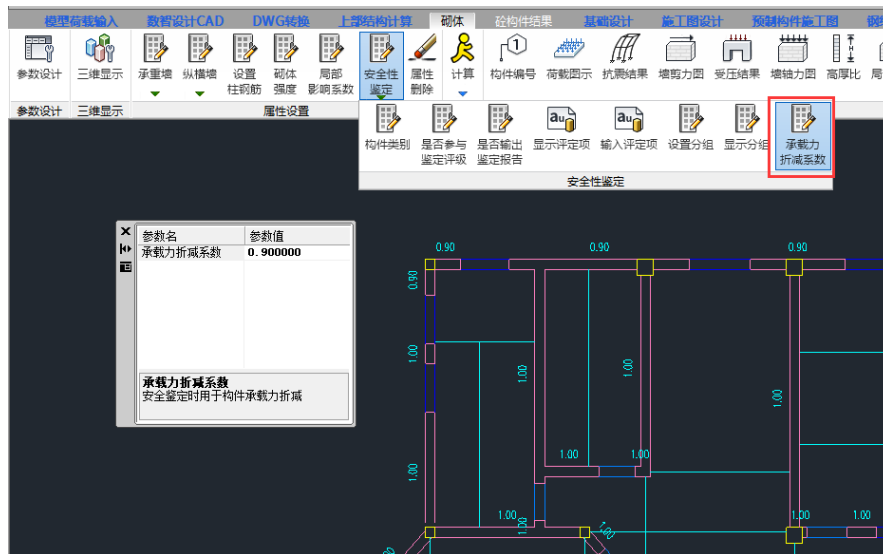 模型荷载输入 数智设计CAD DWG转换 上部结构计算 砌体 砼构件结果 基础设计 施工图设计 预制构件施工图
参数设计 三维显示 承重墙 纵横墙 设置 柱钢筋 砌体 强度 局部 影响系数 安全性 鉴定 属性 删除 计算 构件编号 荷载图示 抗震结果 墙剪力图 受压结果 墙轴力图 高厚比
参数设计 三维显示 属性设置
构件类别 是否参与 鉴定评级 是否输出 鉴定报告 显示评定项 输入评定项 设置分组 显示分组 承载力 折减系数
安全性鉴定
参数名 参数值
承载力折减系数 0.900000
承载力折减系数
安全鉴定时用于构件承载力折减
0.90 0.90 0.90
0.90
1.00
1.00
1.00
1.00
1.00 1.00
1.00
1.00 1.00 1.00
1.00
1.00